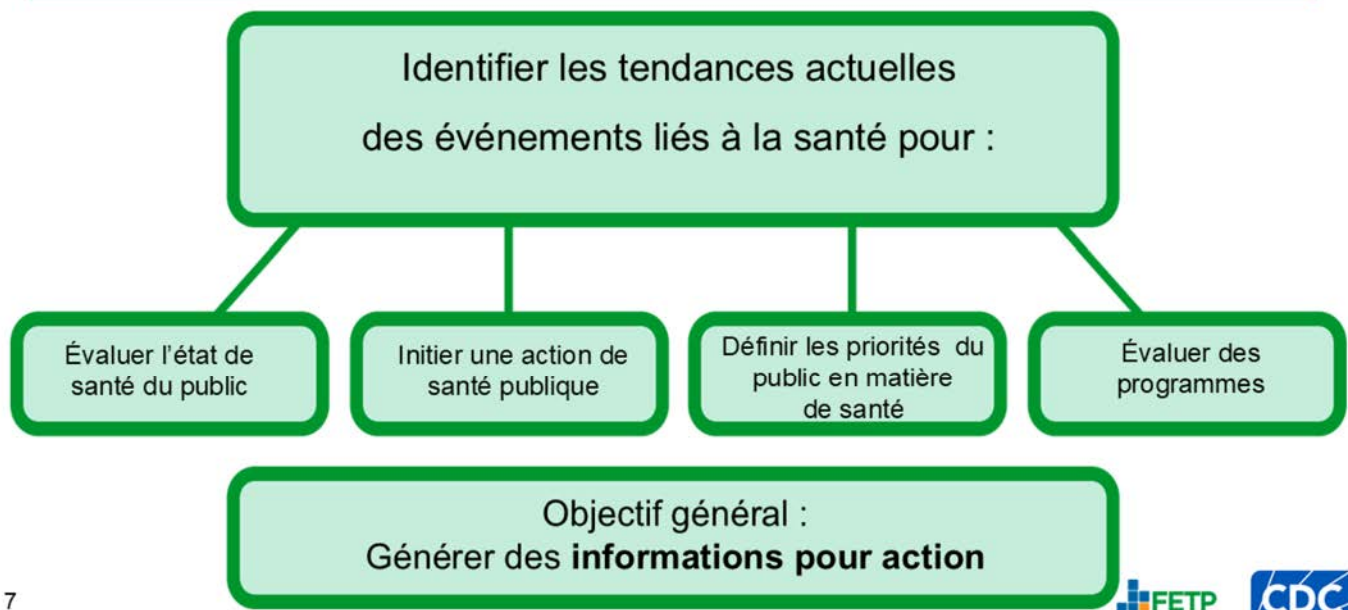 Identifier les tendances actuelles
des événements liés à la santé pour :
Évaluer l'état de
santé du public
Initier une action de
santé publique
Définir les priorités du
public en matière
de santé
Évaluer des
programmes
Objectif général :
Générer des informations pour action
7
FETP
CDC